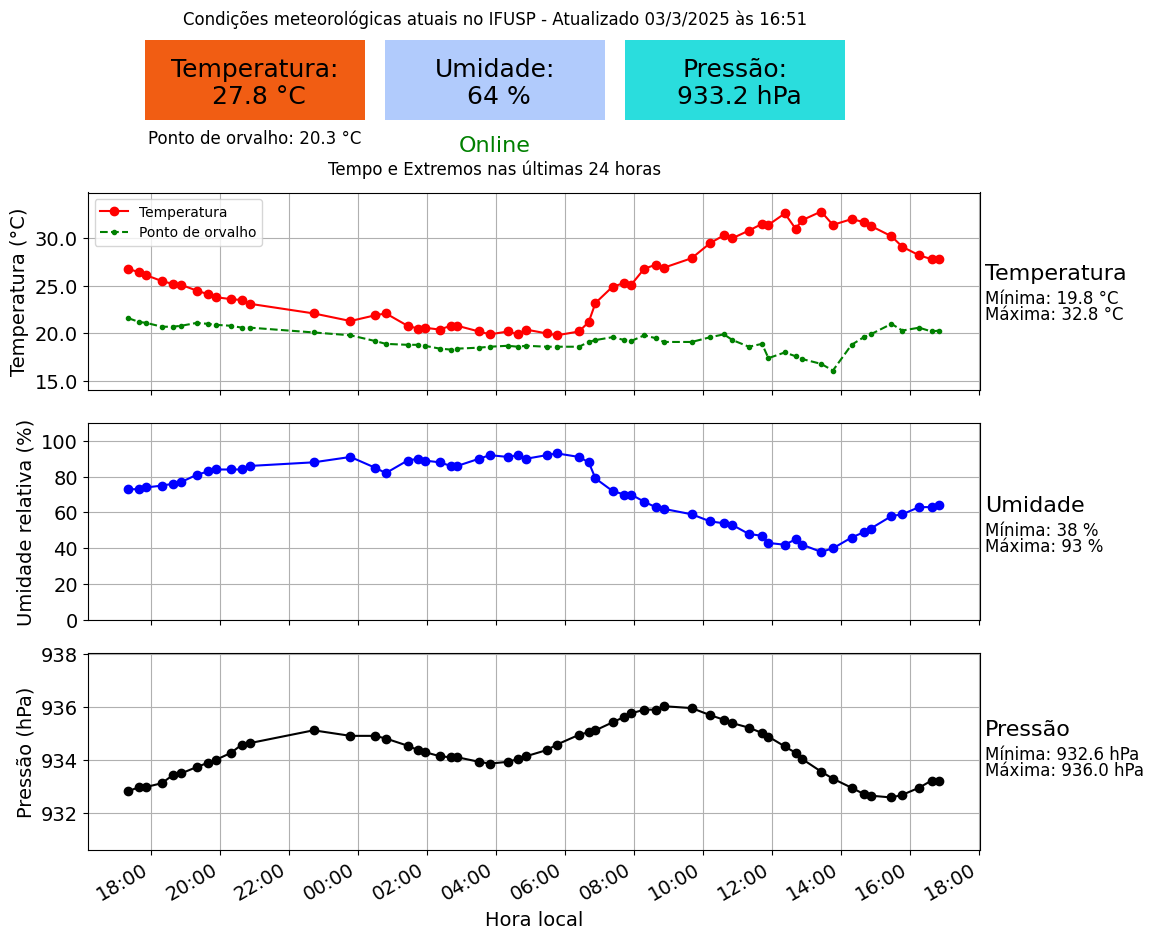 Condições meteorológicas atuais no IFUSP - Atualizado 03/3/2025 às 16:51
Temperatura:
27.8 °C
Umidade:
64 %
Pressão:
933.2 hPa
Ponto de orvalho: 20.3 °C
Online
Tempo e Extremos nas últimas 24 horas
Temperatura (°C)
30.0
25.0
20.0
15.0
Temperatura
Ponto de orvalho
Temperatura
Mínima: 19.8 °C
Máxima: 32.8 °C
Umidade relativa (%)
100
80
60
40
20
0
Umidade
Mínima: 38 %
Máxima: 93 %
Pressão (hPa)
938
936
934
932
Pressão
Mínima: 932.6 hPa
Máxima: 936.0 hPa
18:00 20:00 22:00 00:00 02:00 04:00 06:00 08:00 10:00 12:00 14:00 16:00 18:00
Hora local